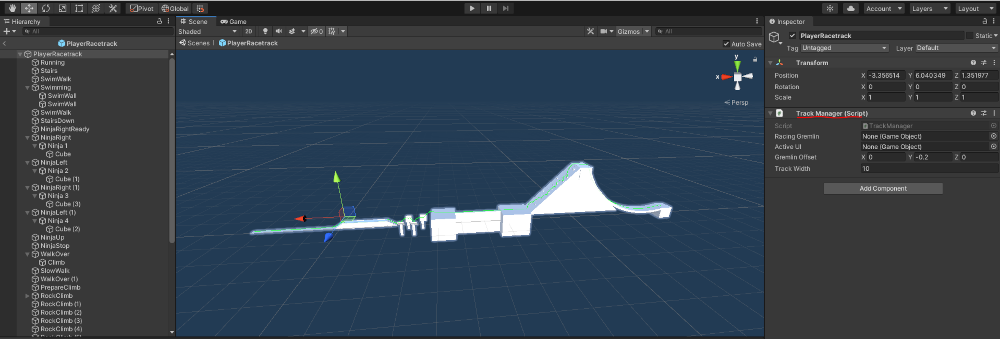 Pivot Global Account Layers Layout
Hierarchy
All
PlayerRacetrack
PlayerRacetrack
Running
Stairs
SwimWalk
Swimming
SwimWall
SwimWall
SwimWalk
StairsDown
NinjaRightReady
NinjaRight
Ninja 1
Cube
NinjaLeft
Ninja 2
Cube (1)
NinjaRight (1)
Ninja 3
Cube (3)
NinjaLeft (1)
Ninja 4
Cube (2)
NinjaUp
NinjaStop
WalkOver
Climb
SlowWalk
WalkOver (1)
PrepareClimb
RockClimb
RockClimb (1)
RockClimb (2)
RockClimb (3)
RockClimb (4)
Scene Game
Shaded 2D 0 Gizmos All
Scenes PlayerRacetrack Auto Save
y
x
Persp
Inspector
PlayerRacetrack Static
Tag Untagged Layer Default
Transform
Position X -3.356514 Y 6.040349 Z 1.351977
Rotation X 0 Y 0 Z 0
Scale X 1 Y 1 Z 1
Track Manager (Script)
Script TrackManager
Racing Gremlin None (Game Object)
Active UI None (Game Object)
Gremlin Offset X 0 Y -0.2 Z 0
Track Width 10
Add Component